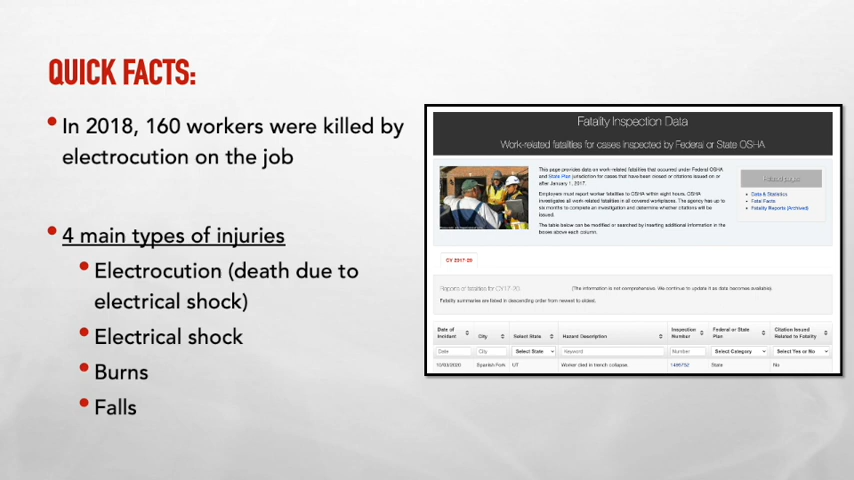 QUICK FACTS:
In 2018, 160 workers were killed by
electrocution on the job
4 main types of injuries
Electrocution (death due to
electrical shock)
Electrical shock
Burns
Falls
Fatality Inspection Data
Work-related fatalities for cases inspected by Federal or State OSHA
This page provides data on work-related fatalities that occurred under Federal OSHA
and State Plan jurisdiction for cases that have been closed or citations issued on or
after January 1, 2017.
Employers must report worker fatalities to OSHA within eight hours. OSHA
investigates all work-related fatalities in all covered workplaces. The agency has up to
six months to complete an investigation and determine whether citations will be
issued.
The table below can be modified or searched by inserting additional information in the
boxes above each column.
Related pages
Data & Statistics
Fatal Facts
Fatality Reports (Archived)
CY 2017-20
Reports of fatalities for CY17-20 (The information is not comprehensive. We continue to update it as data becomes available).
Fatality summaries are listed in descending order from newest to oldest.
Date of Incident City Select State Hazard Description Inspection Number Federal or State Plan Citation Issued Related to Fatality
Date City Select State Keyword Number Select Category Select Yes or No
Spanish Fork UT Worker died in trench collapse. State No